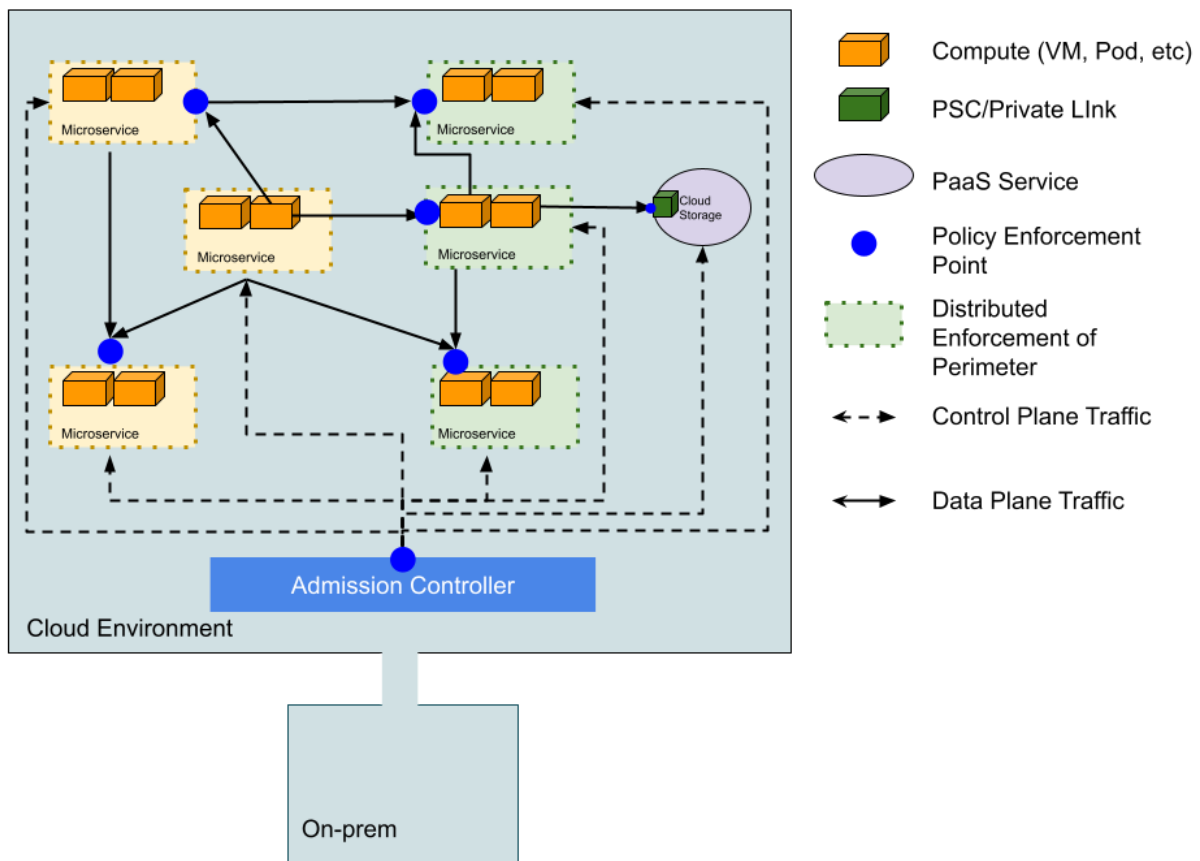 Microservice
Microservice
Microservice
Microservice
Cloud
Storage
Microservice
Microservice
Admission Controller
Cloud Environment
On-prem
Compute (VM, Pod, etc)
PSC/Private LInk
PaaS Service
Policy Enforcement
Point
Distributed
Enforcement of
Perimeter
Control Plane Traffic
Data Plane Traffic